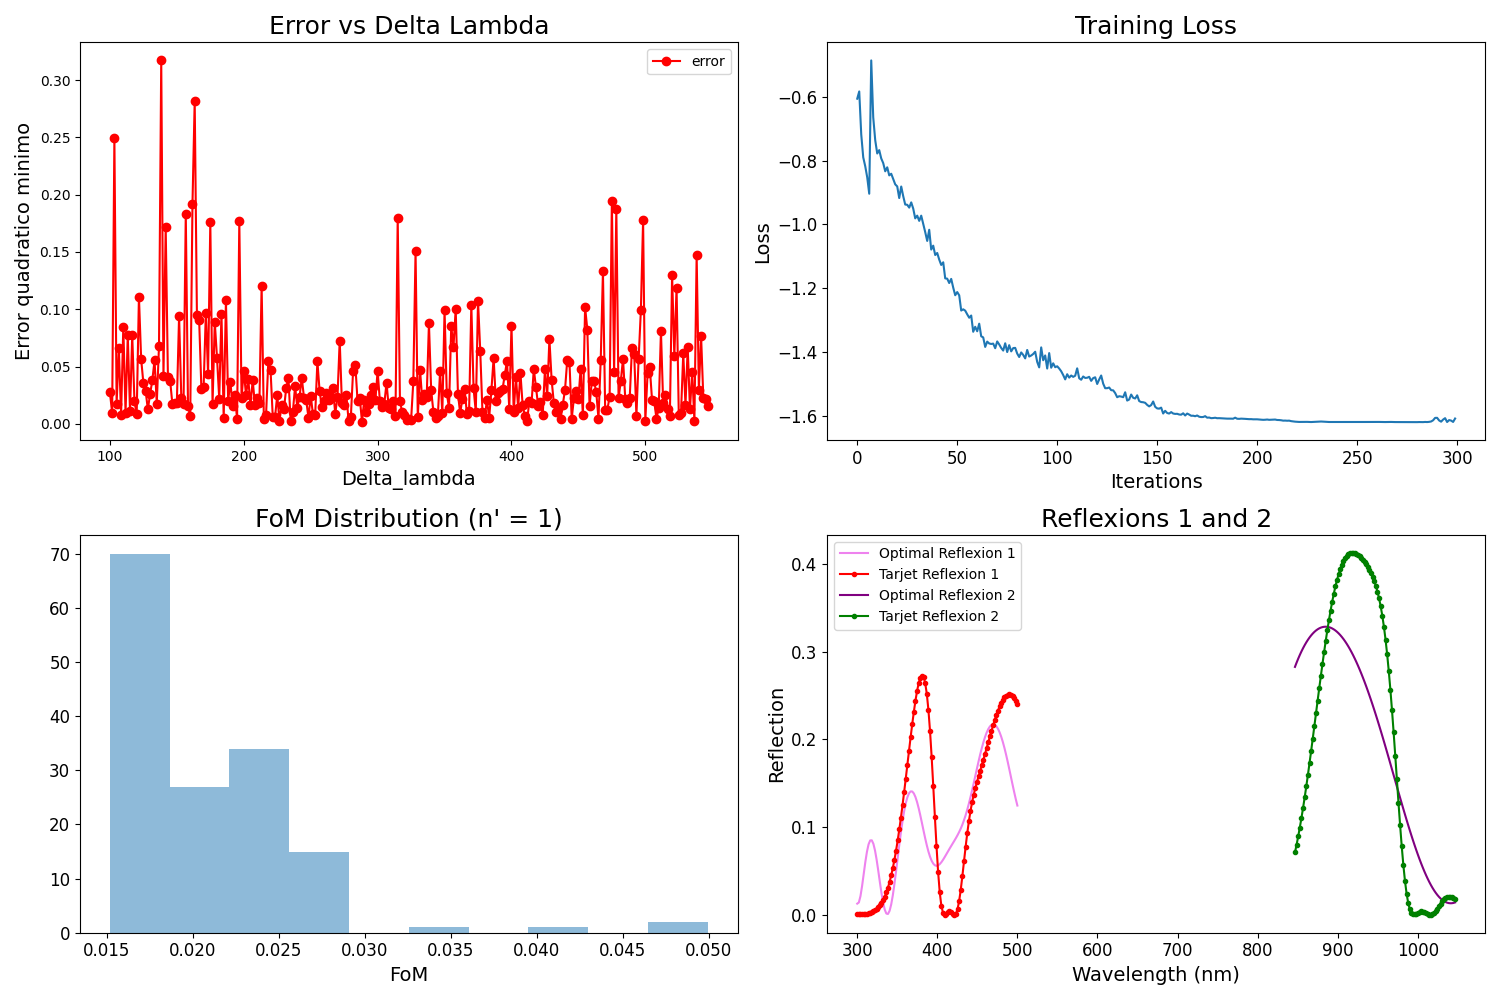 Error vs Delta Lambda
error
Error quadratico minimo
0.30
0.25
0.20
0.15
0.10
0.05
0.00
100 200 300 400 500
Delta_lambda
Training Loss
Loss
−0.6
−0.8
−1.0
−1.2
−1.4
−1.6
0 50 100 150 200 250 300
Iterations
FoM Distribution (n' = 1)
70
60
50
40
30
20
10
0
0.015 0.020 0.025 0.030 0.035 0.040 0.045 0.050
FoM
Reflexions 1 and 2
Optimal Reflexion 1
Tarjet Reflexion 1
Optimal Reflexion 2
Tarjet Reflexion 2
Reflection
0.4
0.3
0.2
0.1
0.0
300 400 500 600 700 800 900 1000
Wavelength (nm)